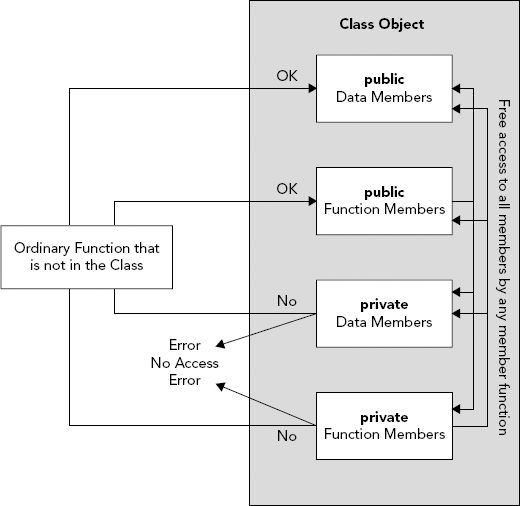 Class Object
OK
public
Data Members
OK
public
Function Members
Ordinary Function that
is not in the Class
No
private
Data Members
Error
No Access
Error
private
Function Members
No
Free access to all members by any member function